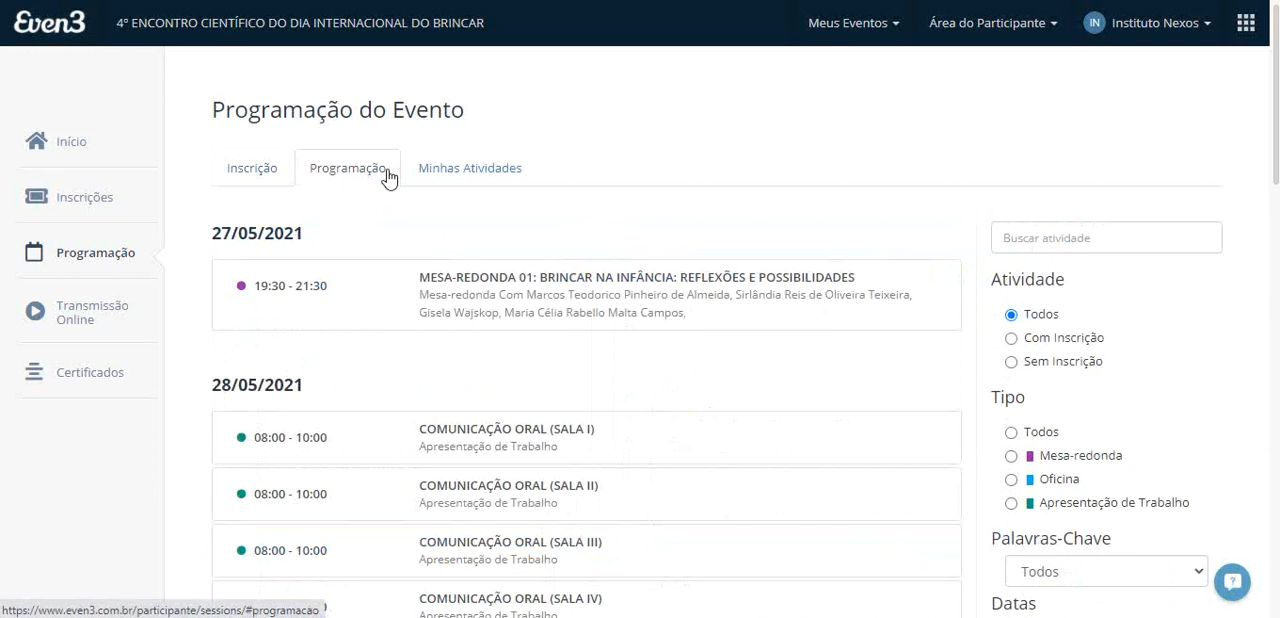 Even3
4º ENCONTRO CIENTÍFICO DO DIA INTERNACIONAL DO BRINCAR
Meus Eventos
Área do Participante
IN
Instituto Nexos
Início
Inscrições
Programação
Transmissão
Online
Certificados
Programação do Evento
Inscrição
Programação
Minhas Atividades
27/05/2021
19:30 - 21:30
MESA-REDONDA 01: BRINCAR NA INFÂNCIA: REFLEXÕES E POSSIBILIDADES
Mesa-redonda Com Marcos Teodorico Pinheiro de Almeida, Sirlândia Reis de Oliveira Teixeira,
Gisela Wajskop, Maria Célia Rabello Malta Campos,
28/05/2021
08:00 - 10:00
COMUNICAÇÃO ORAL (SALA I)
Apresentação de Trabalho
08:00 - 10:00
COMUNICAÇÃO ORAL (SALA II)
Apresentação de Trabalho
08:00 - 10:00
COMUNICAÇÃO ORAL (SALA III)
Apresentação de Trabalho
COMUNICAÇÃO ORAL (SALA IV)
Apresentação de Trabalho
Buscar atividade
Atividade
Todos
Com Inscrição
Sem Inscrição
Tipo
Todos
Mesa-redonda
Oficina
Apresentação de Trabalho
Palavras-Chave
Todos
Datas
https://www.even3.com.br/participante/sessions/#programacao